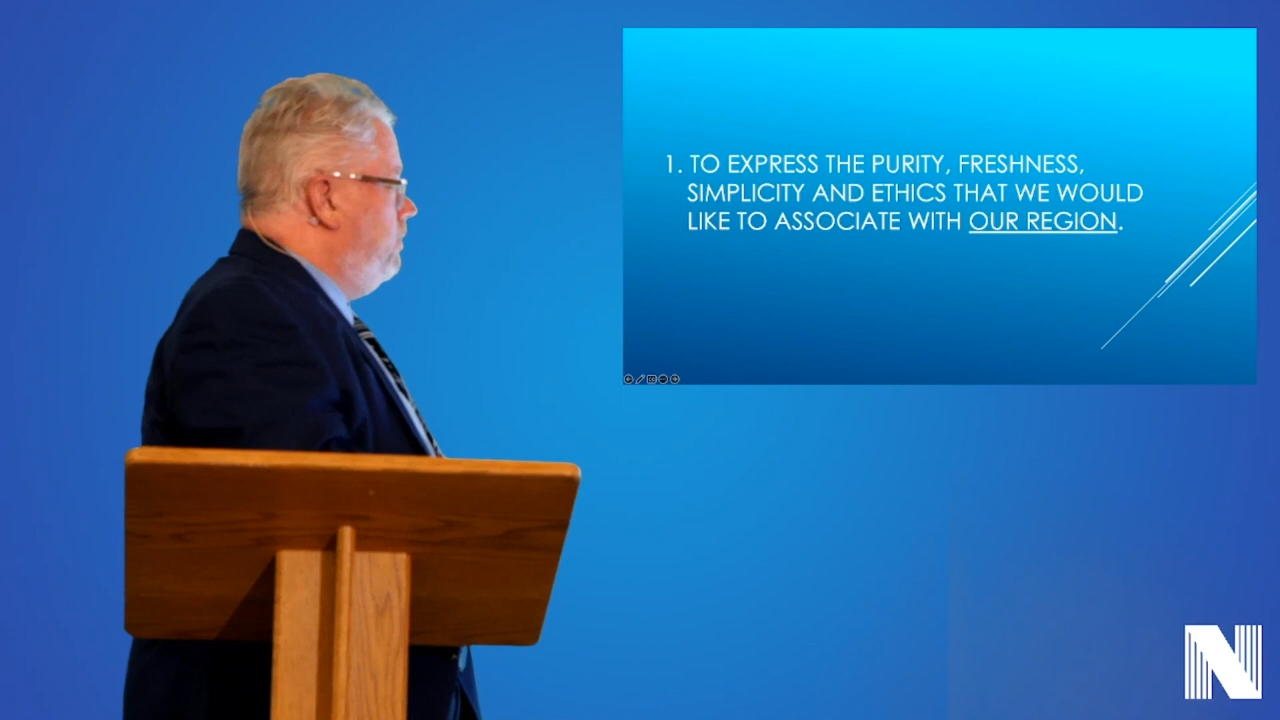 1. TO EXPRESS THE PURITY, FRESHNESS,
SIMPLICITY AND ETHICS THAT WE WOULD
LIKE TO ASSOCIATE WITH OUR REGION.
N